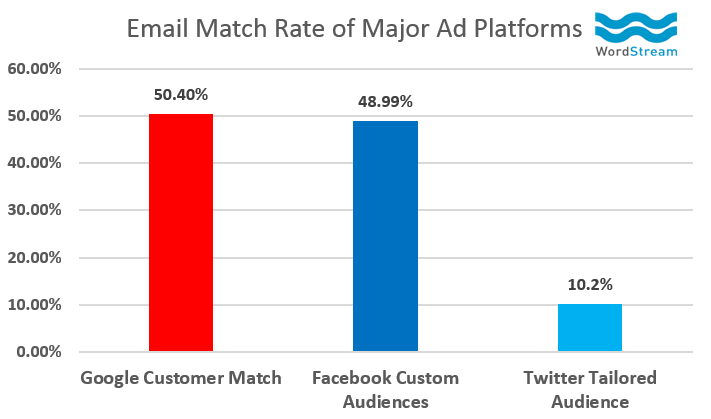 Email Match Rate of Major Ad Platforms
WordStream
60.00%
50.00%
40.00%
30.00%
20.00%
10.00%
0.00%
50.40%
48.99%
10.2%
Google Customer Match
Facebook Custom
Audiences
Twitter Tailored
Audience